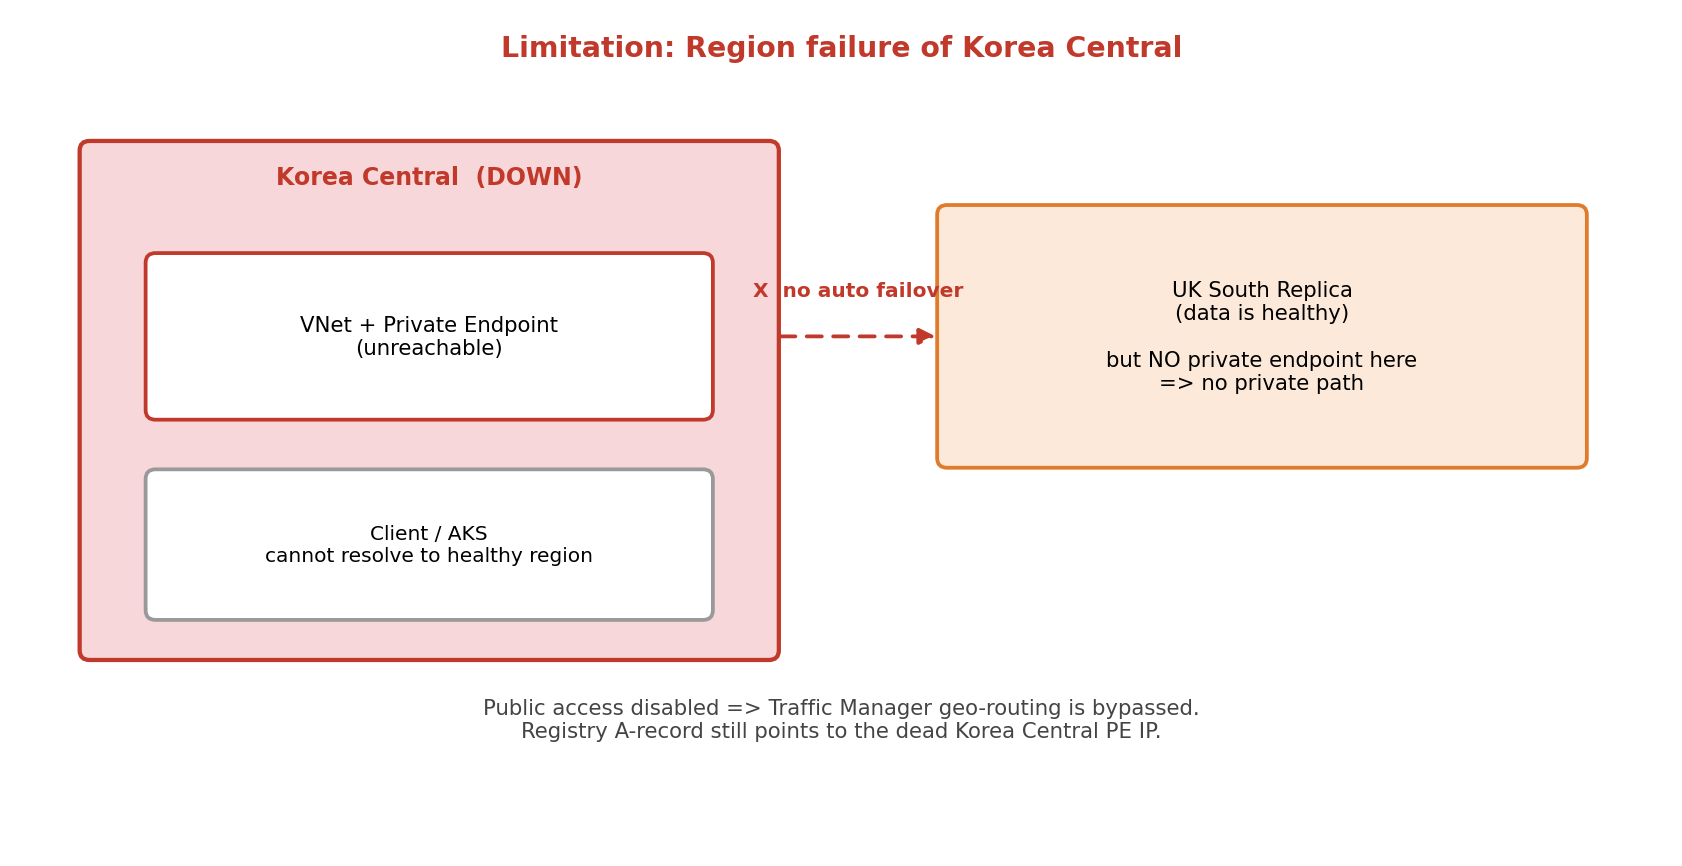 Limitation: Region failure of Korea Central
Korea Central (DOWN)
VNet + Private Endpoint
(unreachable)
X no auto failover
UK South Replica
(data is healthy)
but NO private endpoint here
=> no private path
Client / AKS
cannot resolve to healthy region
Public access disabled => Traffic Manager geo-routing is bypassed.
Registry A-record still points to the dead Korea Central PE IP.